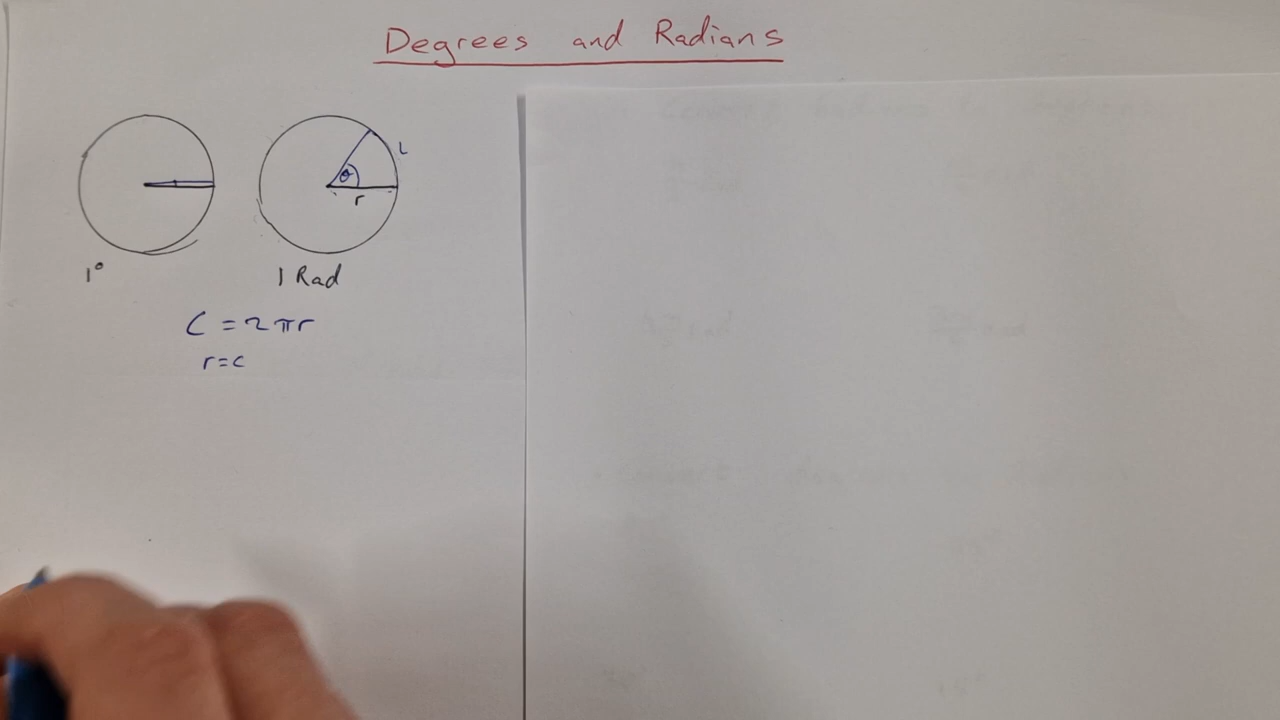 Degrees and Radians
L
θ
r
1° 1 Rad
C = 2πr
r=c